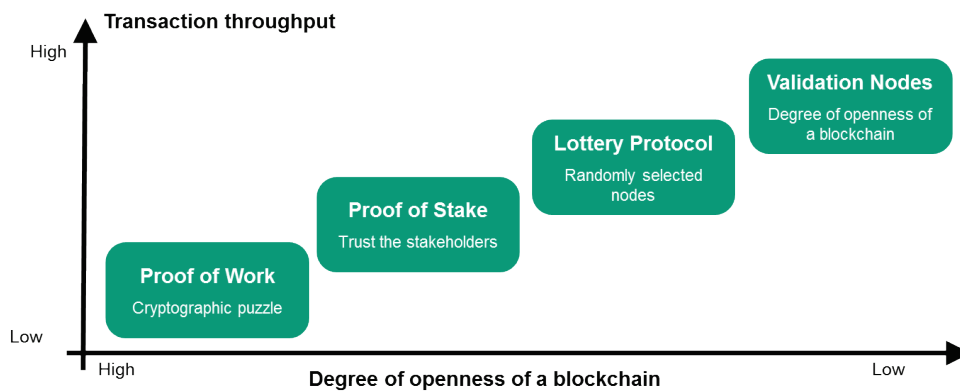 Transaction throughput
High
Validation Nodes
Degree of openness of
a blockchain
Lottery Protocol
Randomly selected
nodes
Proof of Stake
Trust the stakeholders
Proof of Work
Cryptographic puzzle
Low
High
Low
Degree of openness of a blockchain